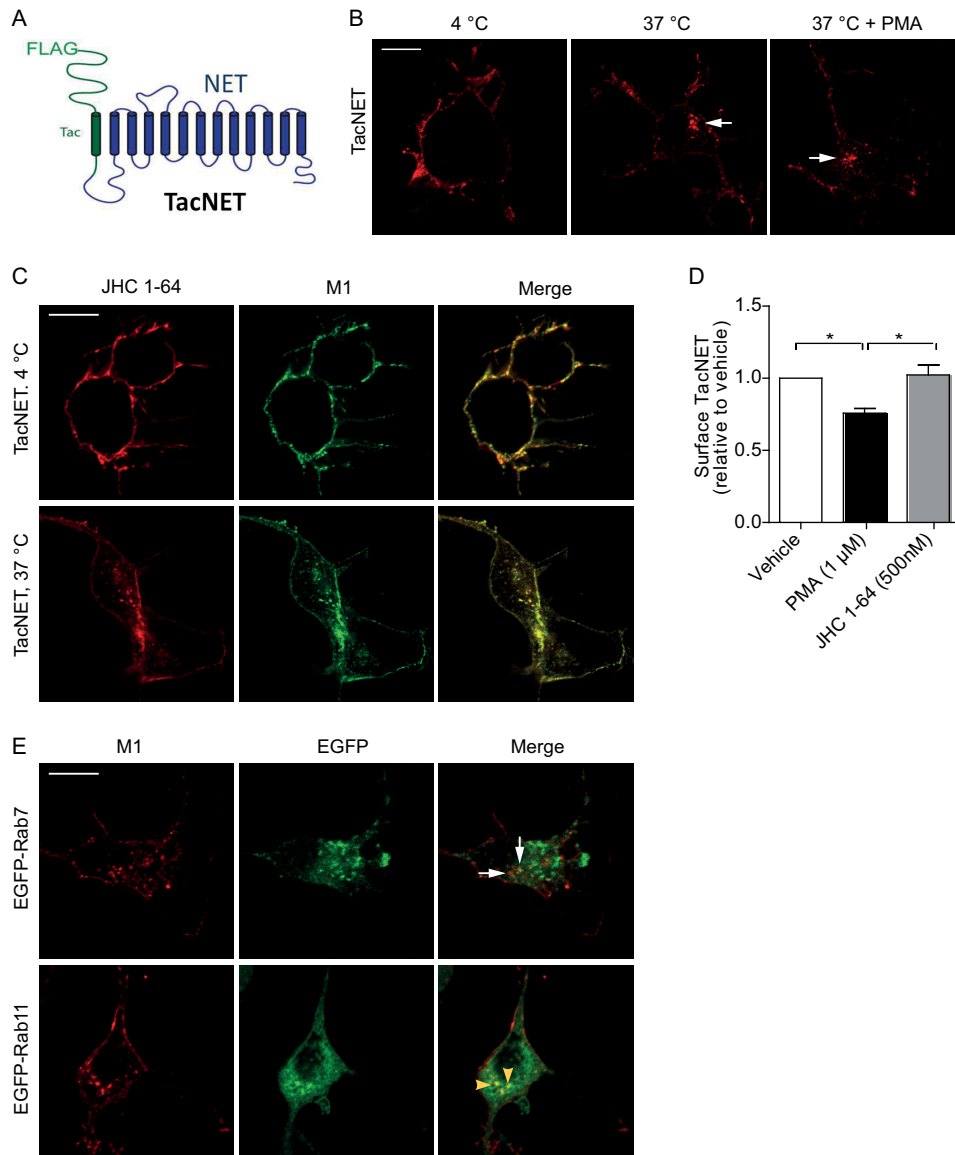 A
FLAG
NET
Tac
TacNET
B
4 °C
37 °C
37 °C + PMA
TacNET
C
JHC 1-64
M1
Merge
TacNET. 4 °C
TacNET, 37 °C
D
Surface TacNET
(relative to vehicle)
1.5
1.0
0.5
0.0
*
*
Vehicle
PMA (1 µM)
JHC 1-64 (500nM)
E
M1
EGFP
Merge
EGFP-Rab7
EGFP-Rab11